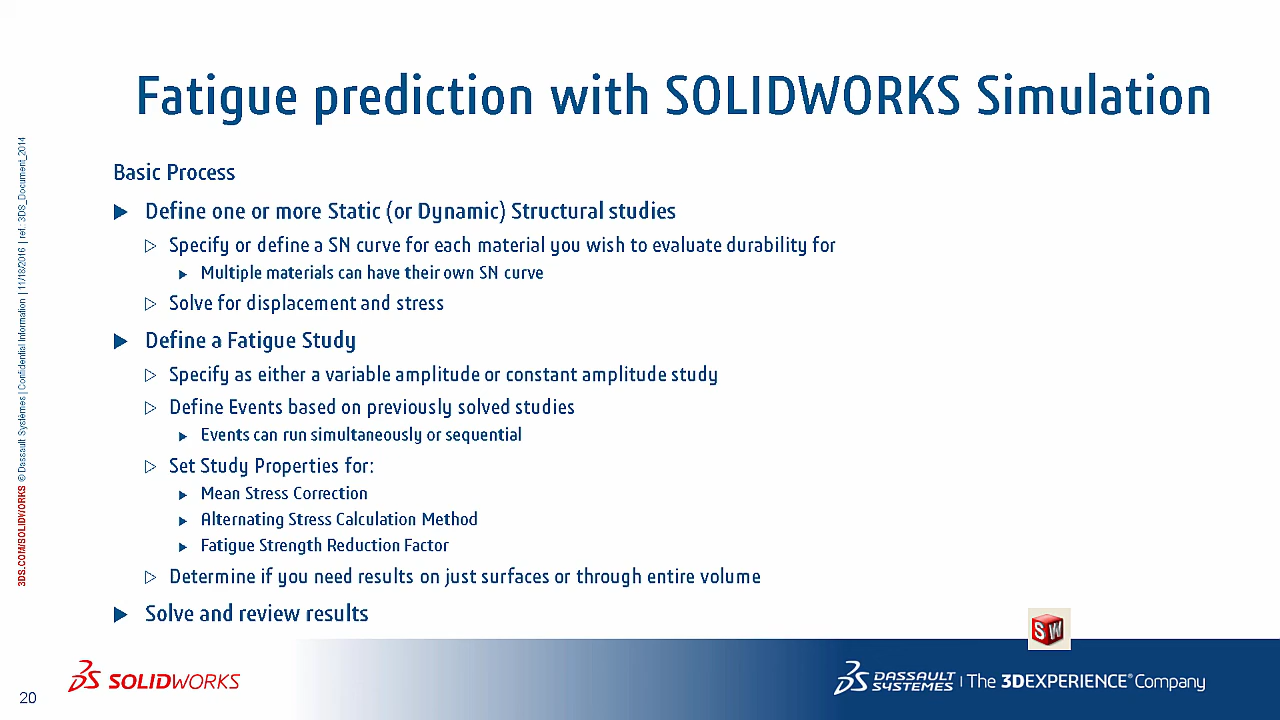 Fatigue prediction with SOLIDWORKS Simulation
Basic Process
Define one or more Static (or Dynamic) Structural studies
Specify or define a SN curve for each material you wish to evaluate durability for
Multiple materials can have their own SN curve
Solve for displacement and stress
Define a Fatigue Study
Specify as either a variable amplitude or constant amplitude study
Define Events based on previously solved studies
Events can run simultaneously or sequential
Set Study Properties for:
Mean Stress Correction
Alternating Stress Calculation Method
Fatigue Strength Reduction Factor
Determine if you need results on just surfaces or through entire volume
Solve and review results
3DS.COM/SOLIDWORKS © Dassault Systèmes | Confidential Information | 11/18/2016 | ref.: 3DS_Document_2014
SW
20
SOLIDWORKS
DASSAULT SYSTEMES | The 3DEXPERIENCE® Company